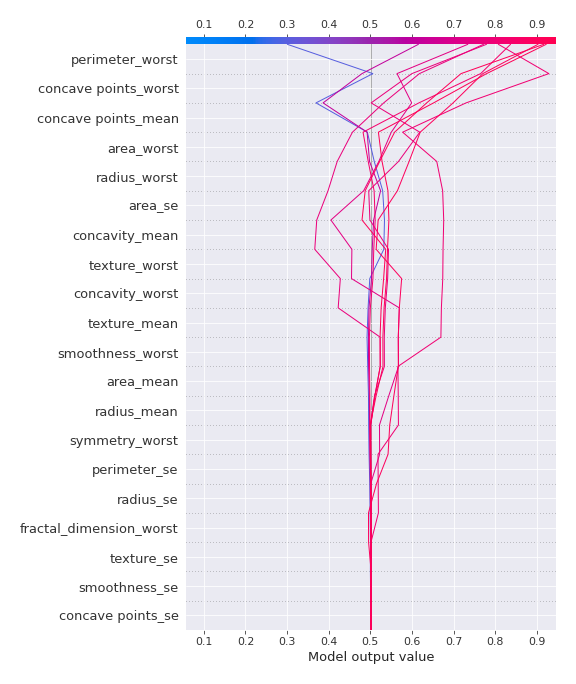 0.1 0.2 0.3 0.4 0.5 0.6 0.7 0.8 0.9
perimeter_worst
concave points_worst
concave points_mean
area_worst
radius_worst
area_se
concavity_mean
texture_worst
concavity_worst
texture_mean
smoothness_worst
area_mean
radius_mean
symmetry_worst
perimeter_se
radius_se
fractal_dimension_worst
texture_se
smoothness_se
concave points_se
0.1 0.2 0.3 0.4 0.5 0.6 0.7 0.8 0.9
Model output value